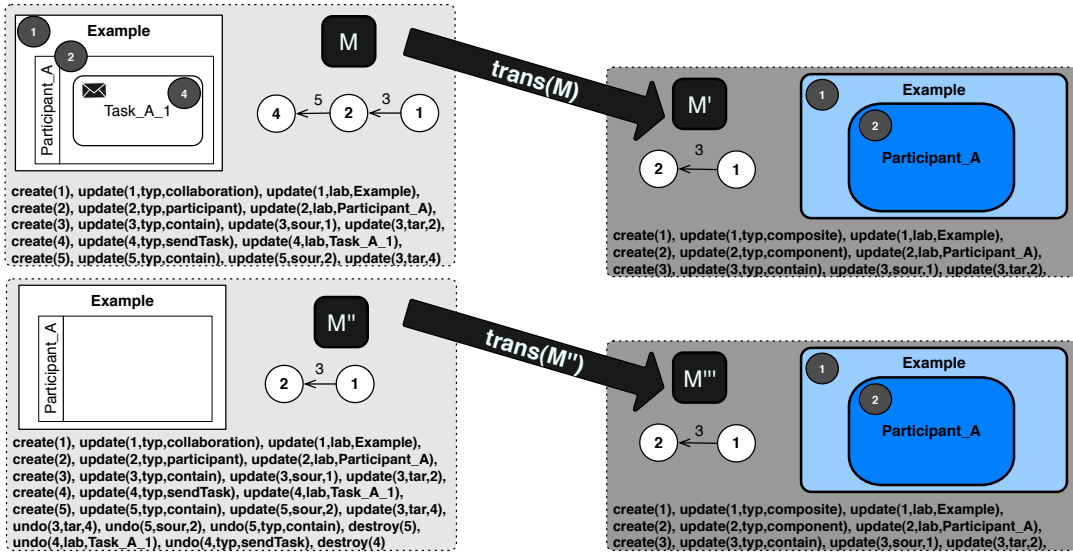 1
Example
2
Participant_A
4
Task_A_1
M
4
5
2
3
1
create(1), update(1,typ,collaboration), update(1,lab,Example),
create(2), update(2,typ,participant), update(2,lab,Participant_A),
create(3), update(3,typ,contain), update(3,sour,1), update(3,tar,2),
create(4), update(4,typ,sendTask), update(4,lab,Task_A_1),
create(5), update(5,typ,contain), update(5,sour,2), update(3,tar,4)
trans(M)
M'
2
3
1
1
Example
2
Participant_A
create(1), update(1,typ,composite), update(1,lab,Example),
create(2), update(2,typ,component), update(2,lab,Participant_A),
create(3), update(3,typ,contain), update(3,sour,1), update(3,tar,2),
Example
Participant_A
M''
2
3
1
create(1), update(1,typ,collaboration), update(1,lab,Example),
create(2), update(2,typ,participant), update(2,lab,Participant_A),
create(3), update(3,typ,contain), update(3,sour,1), update(3,tar,2),
create(4), update(4,typ,sendTask), update(4,lab,Task_A_1),
create(5), update(5,typ,contain), update(5,sour,2), update(3,tar,4),
undo(3,tar,4), undo(5,sour,2), undo(5,typ,contain), destroy(5),
undo(4,lab,Task_A_1), undo(4,typ,sendTask), destroy(4)
trans(M'')
M'''
2
3
1
1
Example
2
Participant_A
create(1), update(1,typ,composite), update(1,lab,Example),
create(2), update(2,typ,component), update(2,lab,Participant_A),
create(3), update(3,typ,contain), update(3,sour,1), update(3,tar,2),